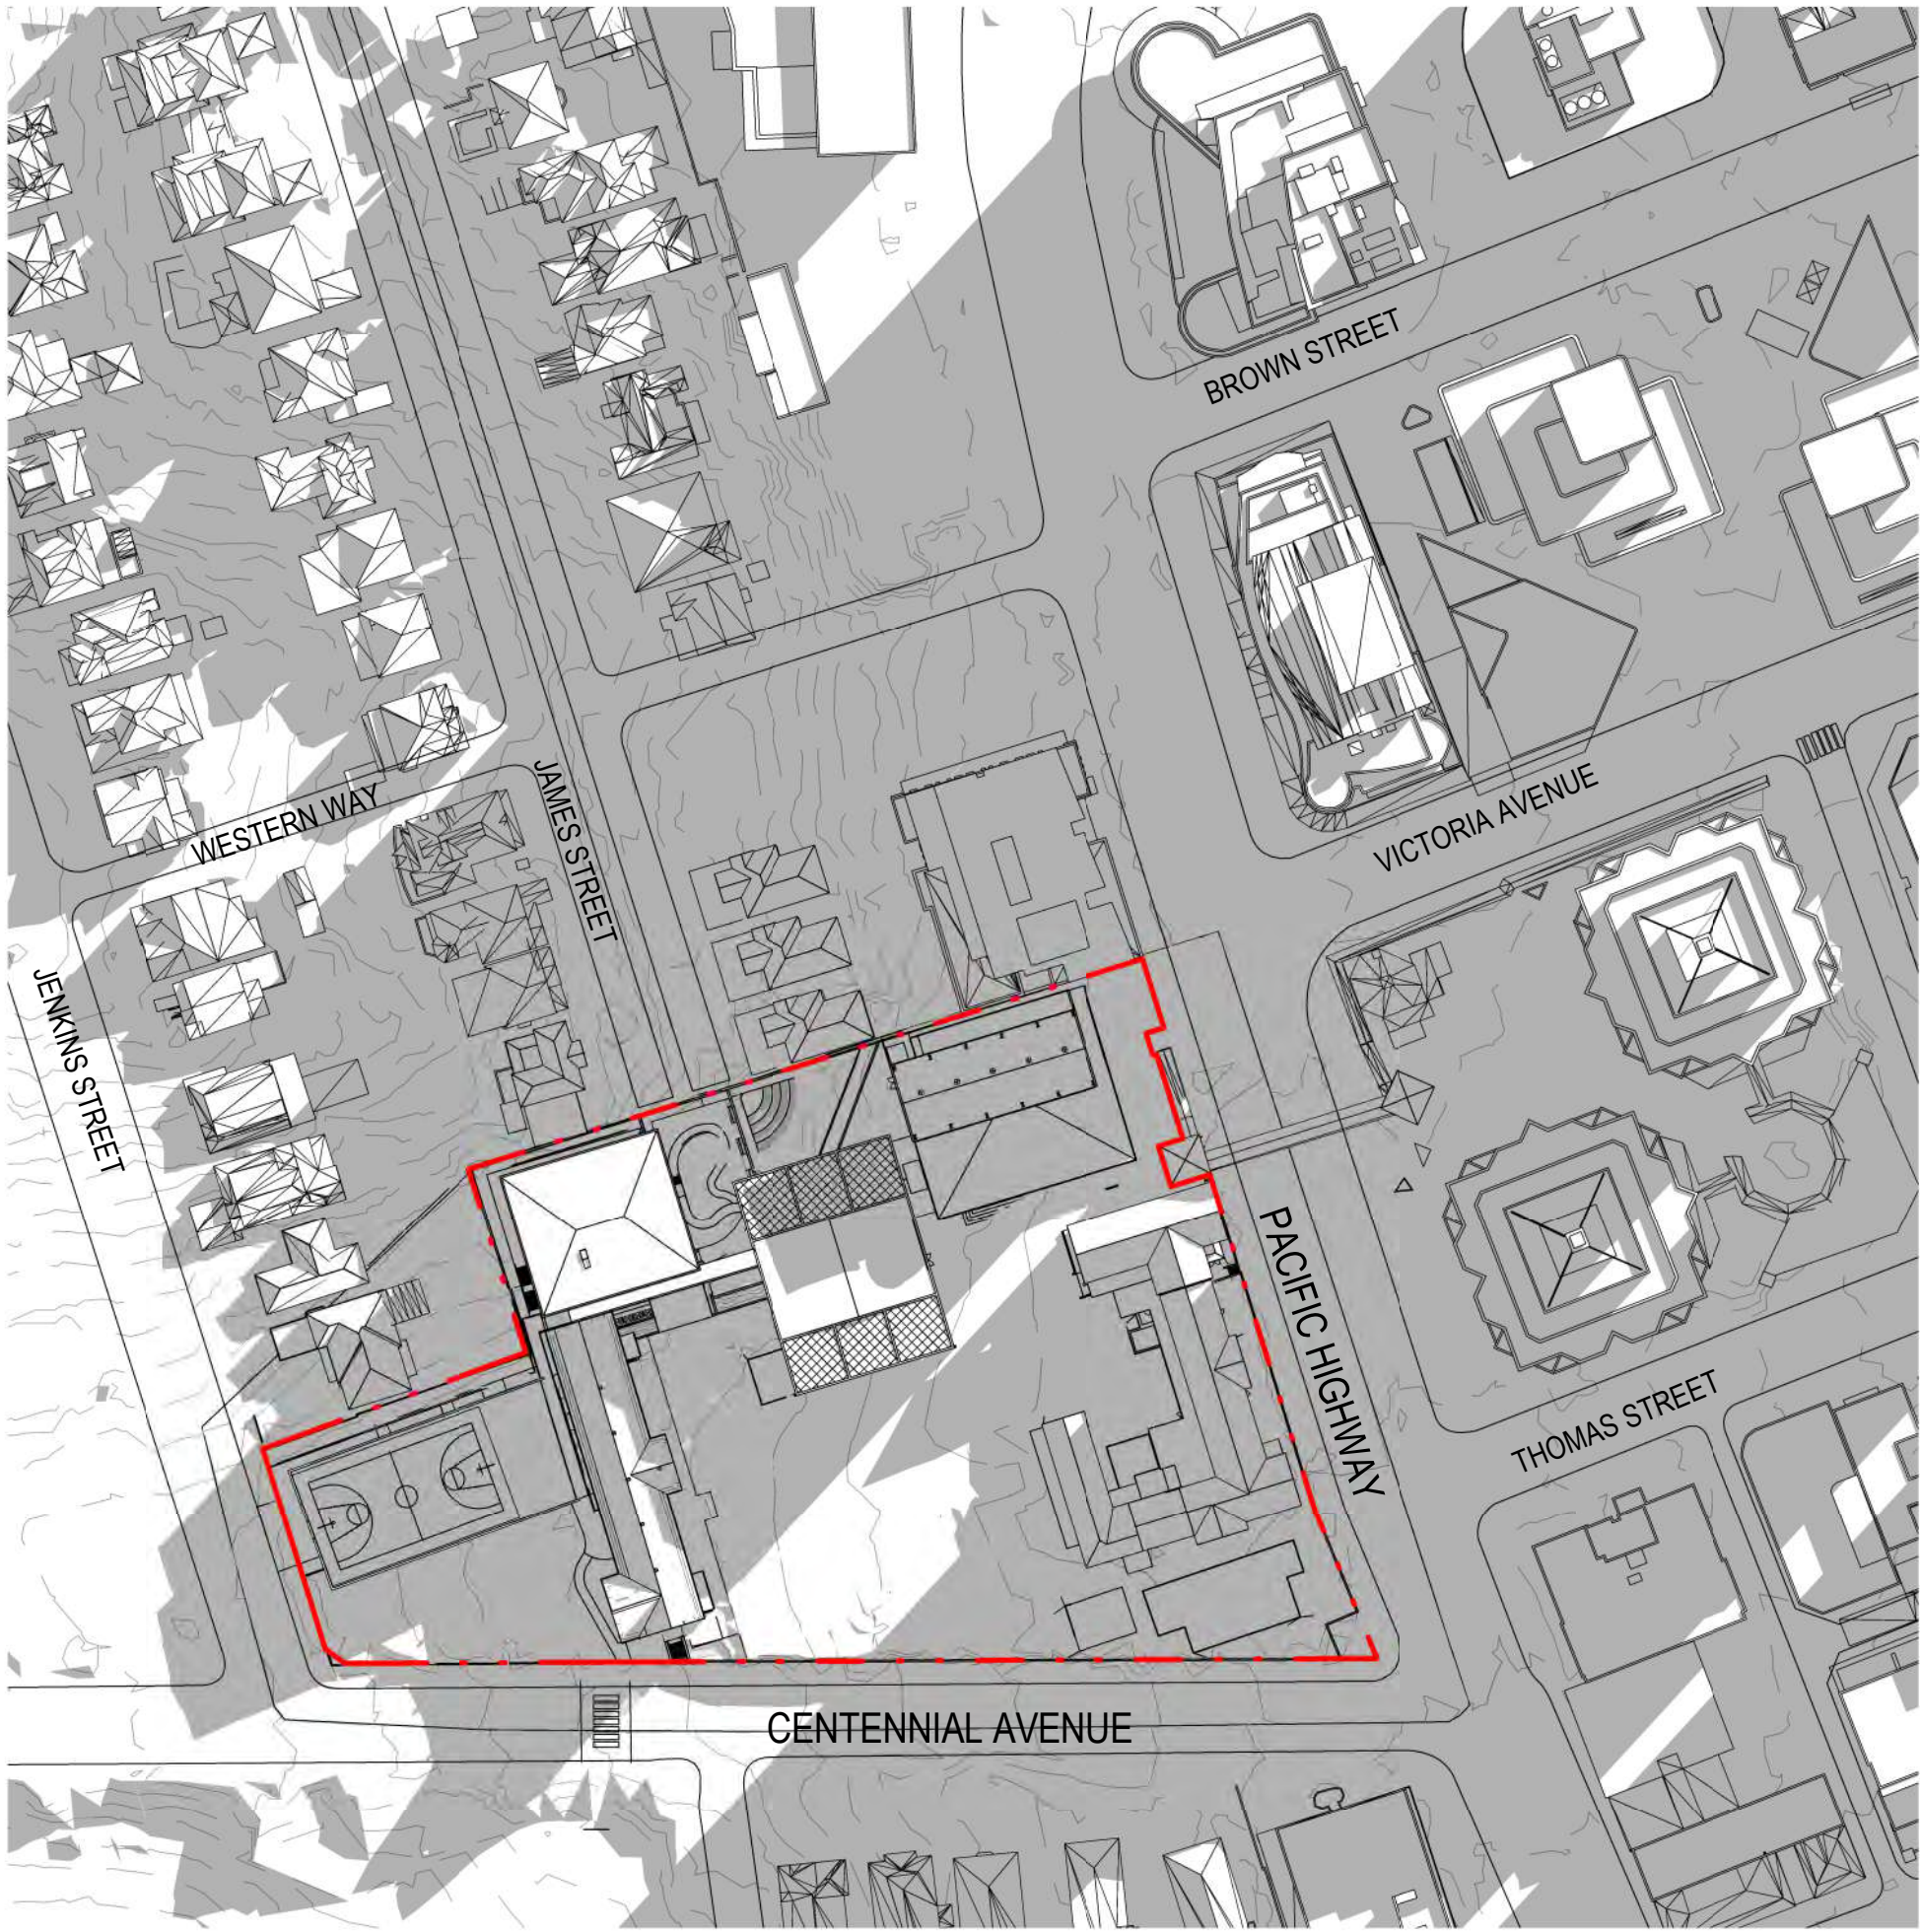 BROWN STREET
VICTORIA AVENUE
WESTERN WAY
JAMES STREET
JENKINS STREET
PACIFIC HIGHWAY
THOMAS STREET
CENTENNIAL AVENUE